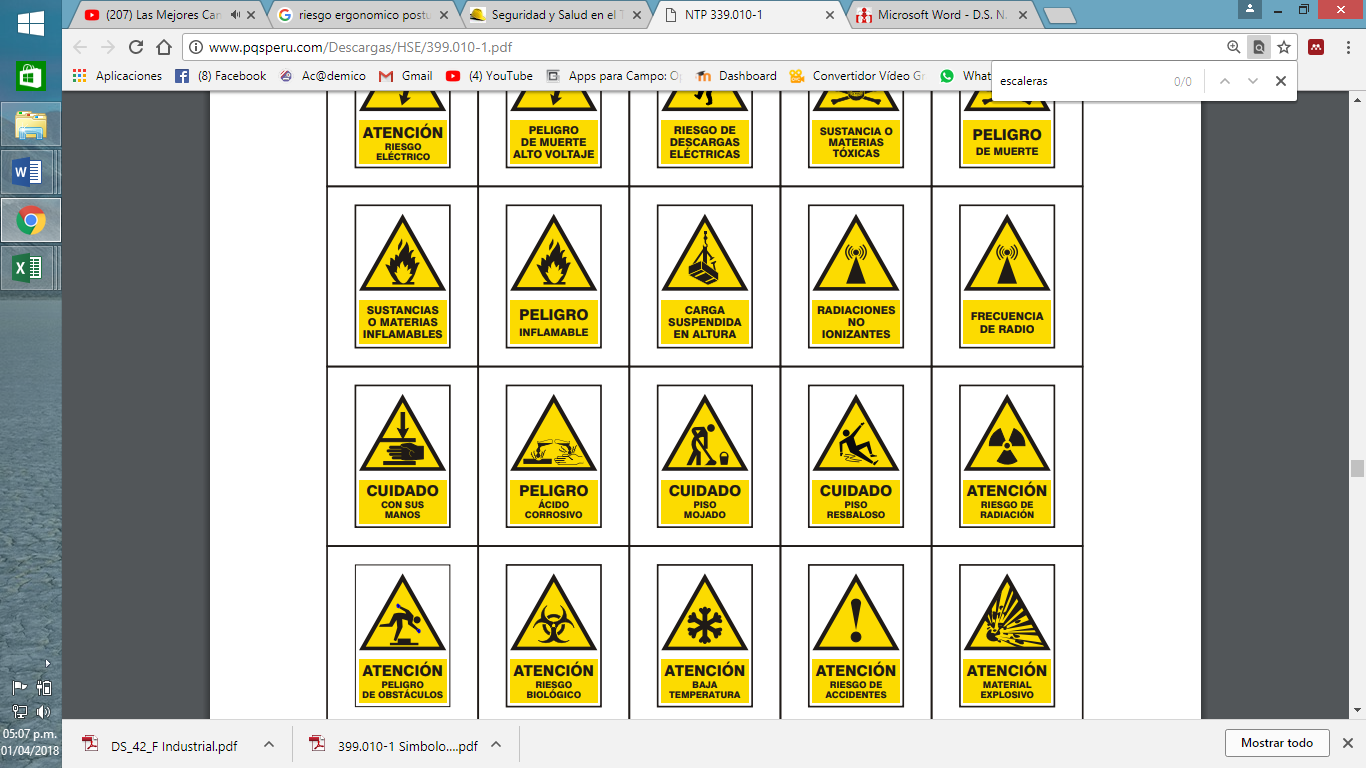 (207) Las Mejores Can
riesgo ergonomico postu
Seguridad y Salud en el T
NTP 339.010-1
Microsoft Word - D.S. N.
www.pqsperu.com/Descargas/HSE/399.010-1.pdf
Aplicaciones
(8) Facebook
Ac@demico
Gmail
(4) YouTube
Apps para Campo: O
Dashboard
Convertidor Vídeo Gr
What
escaleras
0/0
ATENCIÓN
RIESGO
ELÉCTRICO
PELIGRO
DE MUERTE
ALTO VOLTAJE
RIESGO DE
DESCARGAS
ELÉCTRICAS
SUSTANCIA O
MATERIAS
TÓXICAS
PELIGRO
DE MUERTE
SUSTANCIAS
O MATERIAS
INFLAMABLES
PELIGRO
INFLAMABLE
CARGA
SUSPENDIDA
EN ALTURA
RADIACIONES
NO
IONIZANTES
FRECUENCIA
DE RADIO
CUIDADO
CON SUS
MANOS
PELIGRO
ÁCIDO
CORROSIVO
CUIDADO
PISO
MOJADO
CUIDADO
PISO
RESBALOSO
ATENCIÓN
RIESGO DE
RADIACIÓN
ATENCIÓN
PELIGRO
DE OBSTÁCULOS
ATENCIÓN
RIESGO
BIOLÓGICO
ATENCIÓN
BAJA
TEMPERATURA
ATENCIÓN
RIESGO DE
ACCIDENTES
ATENCIÓN
MATERIAL
EXPLOSIVO
05:07 p.m.
01/04/2018
DS_42_F Industrial.pdf
399.010-1 Simbolo....pdf
Mostrar todo